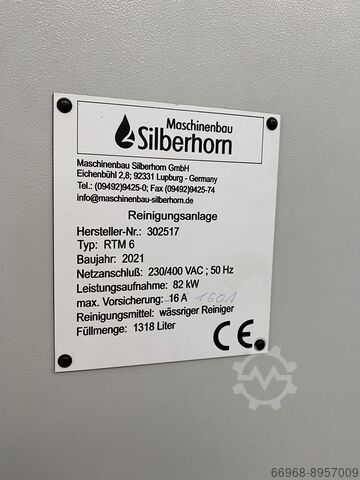 Maschinenbau
Silberhorn
Maschinenbau Silberhorn GmbH
Eichenbühl 2,8; 92331 Lupburg - Germany
Tel.: (09492)9425-0; Fax (09492)9425-74
info@maschinenbau-silberhorn.de
Reinigungsanlage
Hersteller-Nr.: 302517
Typ: RTM 6
Baujahr: 2021
Netzanschluß: 230/400 VAC ; 50 Hz
Leistungsaufnahme: 82 kW
max. Vorsicherung: 16 A 160A
Reinigungsmittel: wässriger Reiniger
Füllmenge: 1318 Liter
CE
66968-8957009